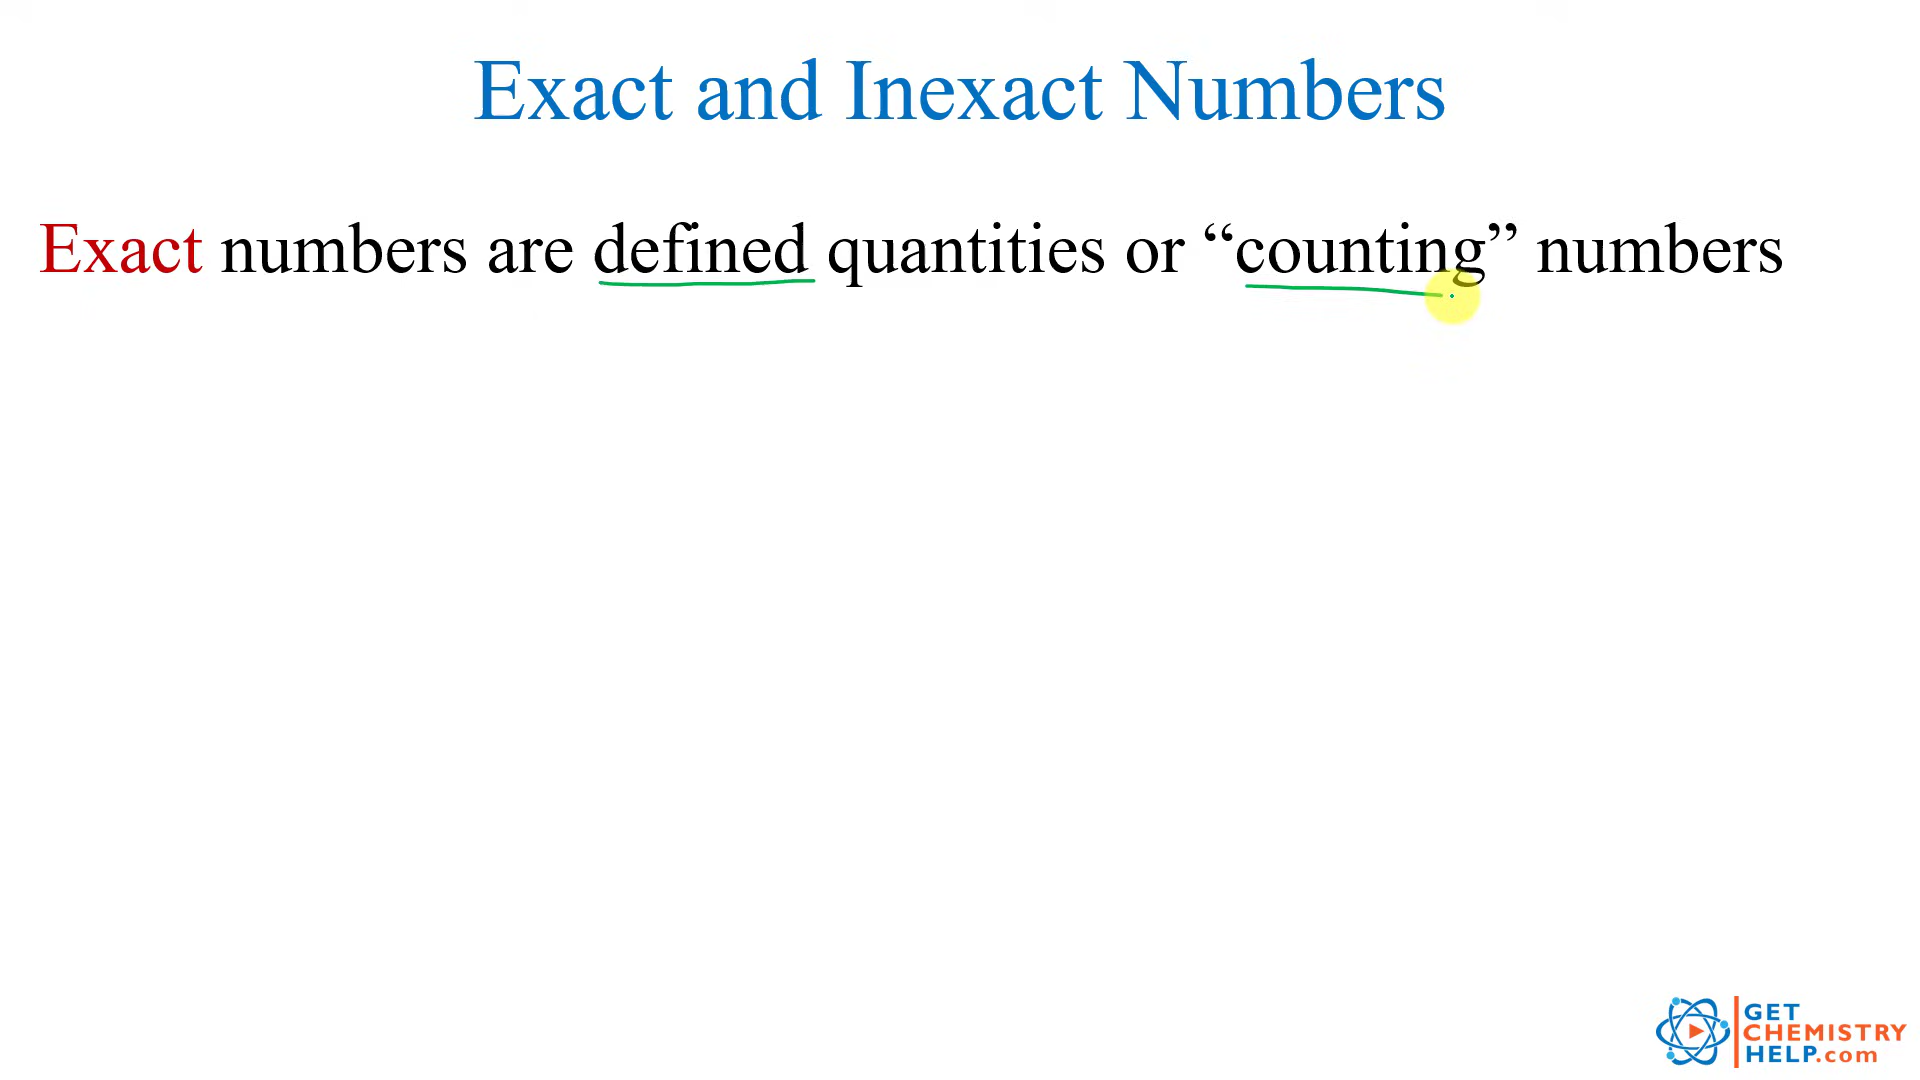 Exact and Inexact Numbers
Exact numbers are defined quantities or “counting” numbers
GET
CHEMISTRY
HELP.com